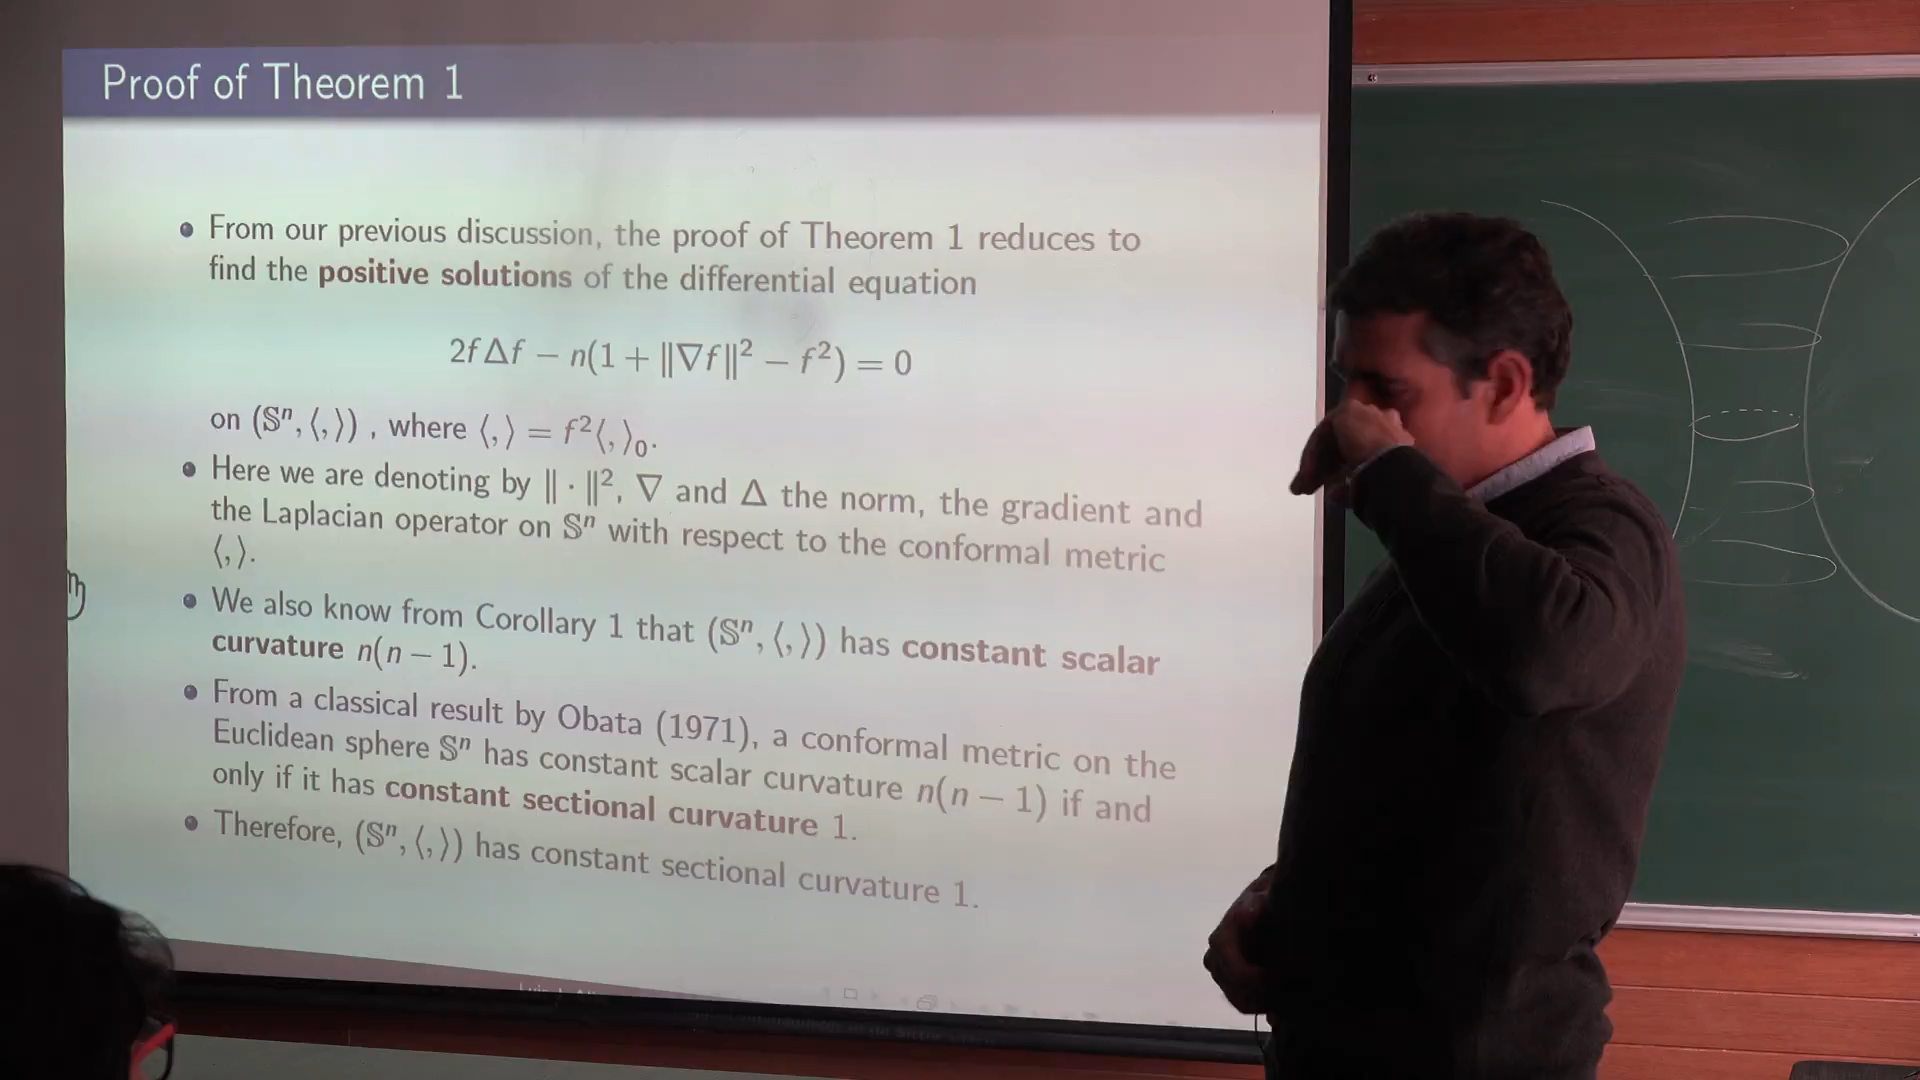 Proof of Theorem 1
• From our previous discussion, the proof of Theorem 1 reduces to
find the positive solutions of the differential equation
2f∆f − n(1 + ‖∇f‖² − f²) = 0
on (𝕊ⁿ, ⟨,⟩) , where ⟨,⟩ = f²⟨,⟩₀.
• Here we are denoting by ‖ · ‖², ∇ and ∆ the norm, the gradient and
the Laplacian operator on 𝕊ⁿ with respect to the conformal metric
⟨,⟩.
• We also know from Corollary 1 that (𝕊ⁿ, ⟨,⟩) has constant scalar
curvature n(n − 1).
• From a classical result by Obata (1971), a conformal metric on the
Euclidean sphere 𝕊ⁿ has constant scalar curvature n(n − 1) if and
only if it has constant sectional curvature 1.
• Therefore, (𝕊ⁿ, ⟨,⟩) has constant sectional curvature 1.